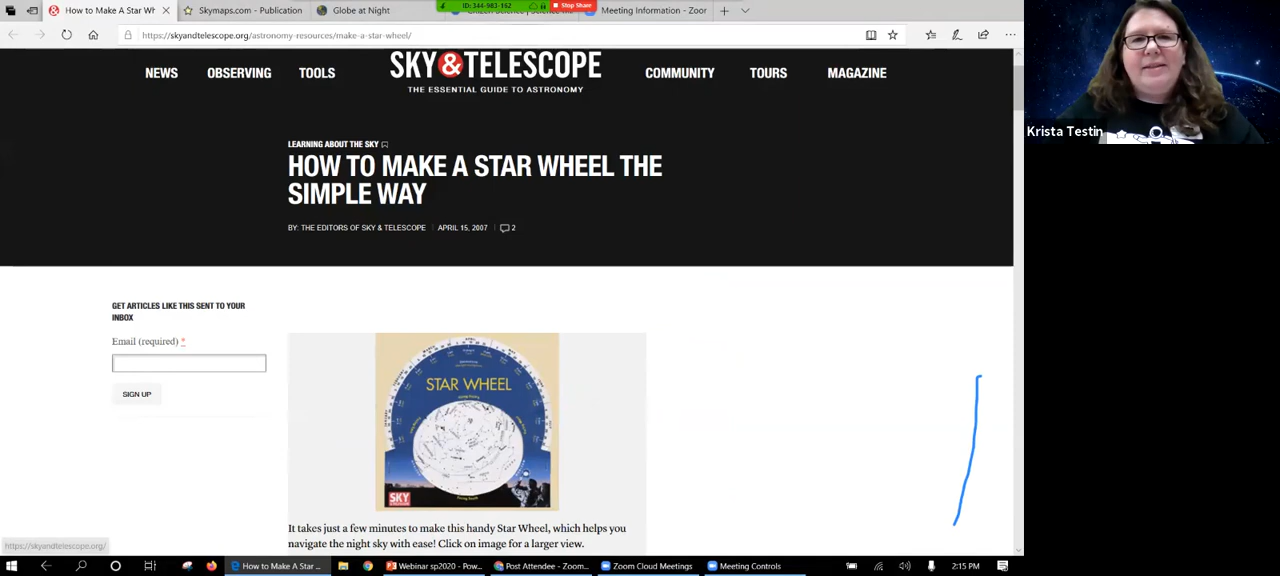 How to Make A Star Wh
Skymaps.com - Publication
Globe at Night
ID: 344-983-162
Stop Share
Meeting Information - Zoor
https://skyandtelescope.org/astronomy-resources/make-a-star-wheel/
NEWS
OBSERVING
TOOLS
SKY & TELESCOPE
THE ESSENTIAL GUIDE TO ASTRONOMY
COMMUNITY
TOURS
MAGAZINE
Krista Testin
LEARNING ABOUT THE SKY
HOW TO MAKE A STAR WHEEL THE
SIMPLE WAY
BY: THE EDITORS OF SKY & TELESCOPE
APRIL 15, 2007
2
GET ARTICLES LIKE THIS SENT TO YOUR
INBOX
Email (required) *
SIGN UP
STAR WHEEL
SKY
It takes just a few minutes to make this handy Star Wheel, which helps you
navigate the night sky with ease! Click on image for a larger view.
https://skyandtelescope.org/
How to Make A Star ...
Webinar sp2020 - Pow...
Post Attendee - Zoom...
Zoom Cloud Meetings
Meeting Controls
2:15 PM